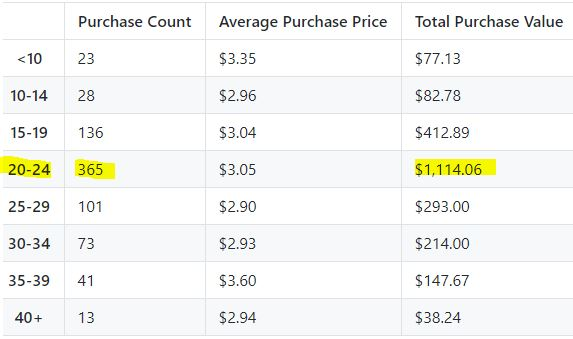 Purchase Count Average Purchase Price Total Purchase Value
<10 23 $3.35 $77.13
10-14 28 $2.96 $82.78
15-19 136 $3.04 $412.89
20-24 365 $3.05 $1,114.06
25-29 101 $2.90 $293.00
30-34 73 $2.93 $214.00
35-39 41 $3.60 $147.67
40+ 13 $2.94 $38.24